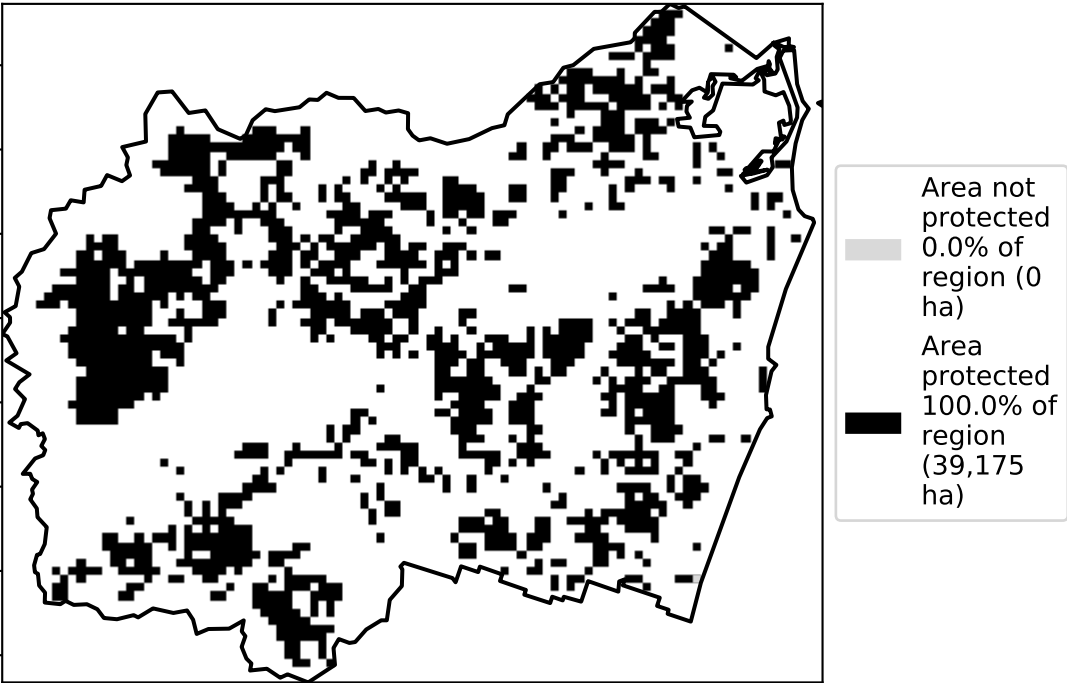 Area not
protected
0.0% of
region (0
ha)
Area
protected
100.0% of
region
(39,175
ha)